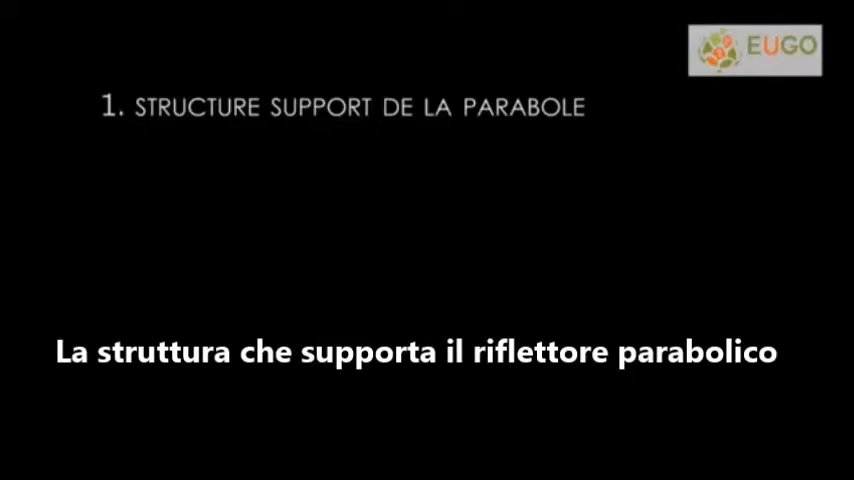 EUGO
1. STRUCTURE SUPPORT DE LA PARABOLE
La struttura che supporta il riflettore parabolico